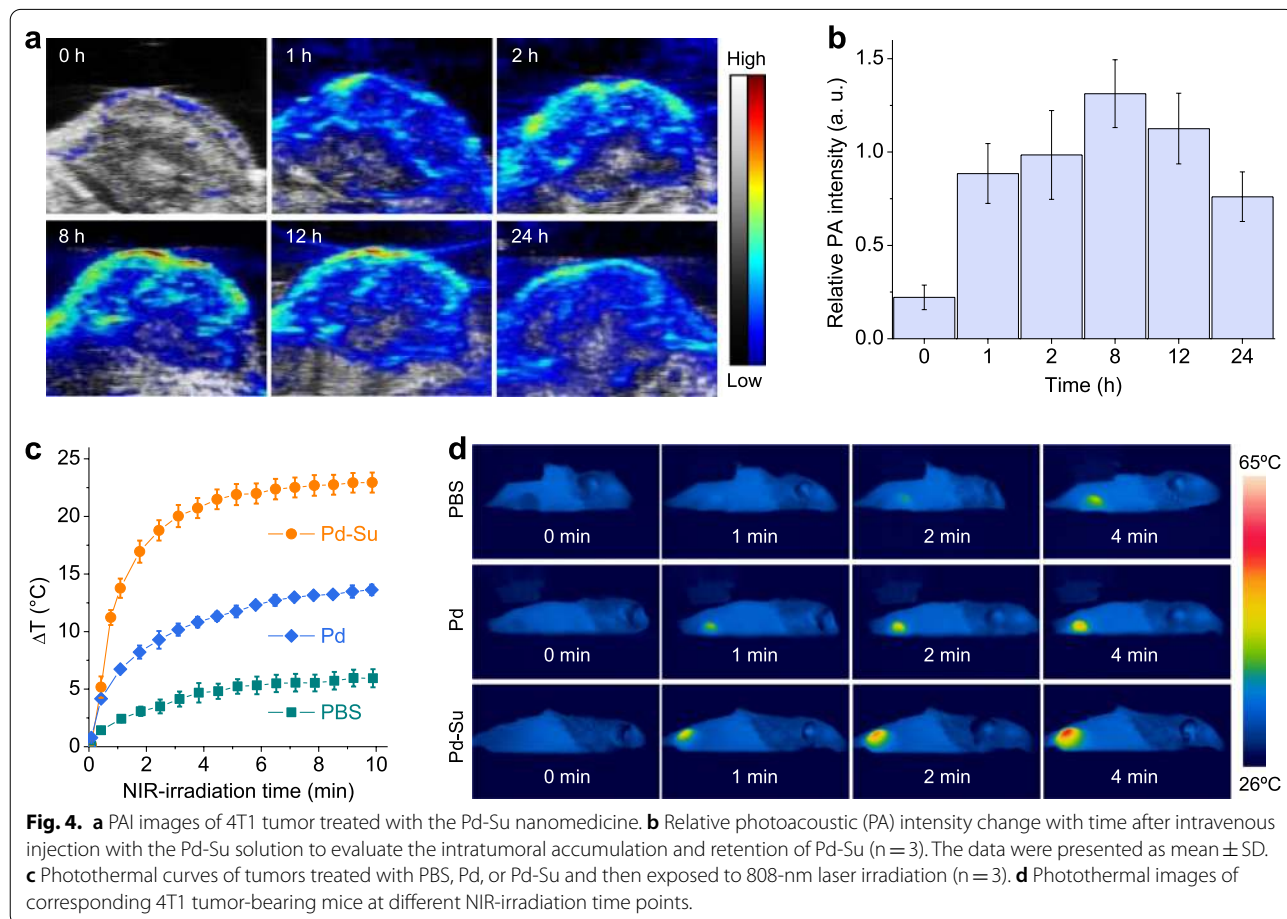 a
0 h
1 h
2 h
High
8 h
12 h
24 h
Low
b
1.5
1.0
0.5
0.0
Relative PA intensity (a. u.)
0 1 2 8 12 24
Time (h)
c
25
20
15
10
5
0
ΔT (°C)
Pd-Su
Pd
PBS
0 2 4 6 8 10
NIR-irradiation time (min)
d
PBS
0 min 1 min 2 min 4 min
Pd
0 min 1 min 2 min 4 min
Pd-Su
0 min 1 min 2 min 4 min
65ºC
26ºC
Fig. 4. a PAI images of 4T1 tumor treated with the Pd-Su nanomedicine. b Relative photoacoustic (PA) intensity change with time after intravenous
injection with the Pd-Su solution to evaluate the intratumoral accumulation and retention of Pd-Su (n = 3). The data were presented as mean ± SD.
c Photothermal curves of tumors treated with PBS, Pd, or Pd-Su and then exposed to 808-nm laser irradiation (n = 3). d Photothermal images of
corresponding 4T1 tumor-bearing mice at different NIR-irradiation time points.